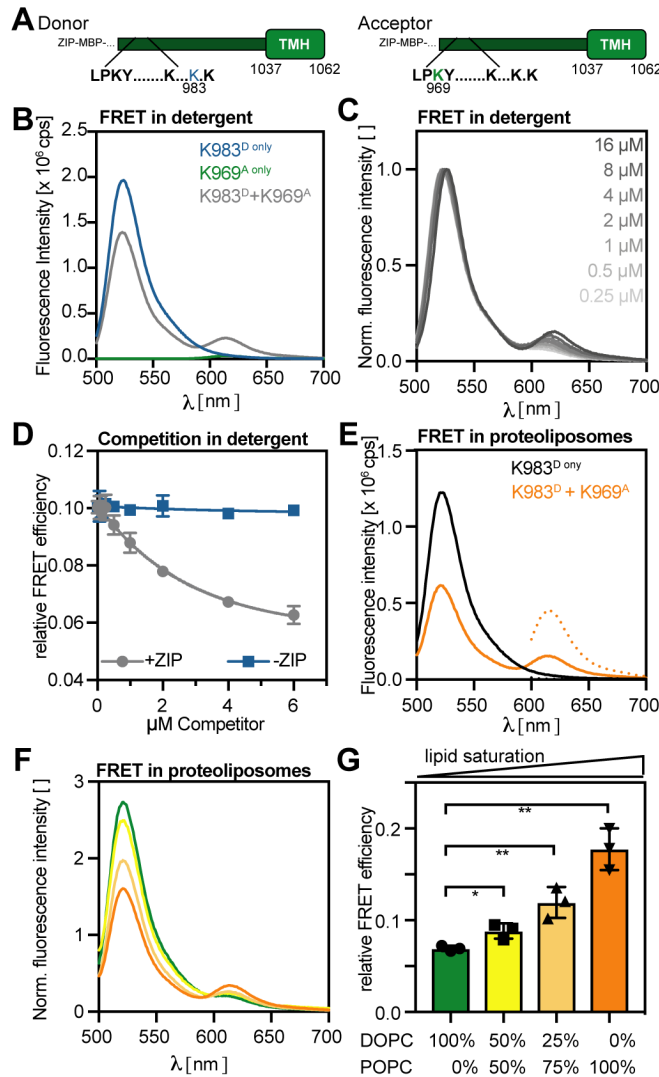 A Donor
ZIP-MBP-...
TMH
1037 1062
LPKY.......K...K.K
983
Acceptor
ZIP-MBP-...
TMH
1037 1062
LPKY.......K...K.K
969
B FRET in detergent
K983D only
K969A only
K983D+K969A
Fluorescence Intensity [x 10⁶ cps]
2.5
2.0
1.5
1.0
0.5
0.0
500 550 600 650 700
λ [ nm ]
C FRET in detergent
16 µM
8 µM
4 µM
2 µM
1 µM
0.5 µM
0.25 µM
Norm. fluorescence intensity [ ]
1.0
0.5
0.0
500 550 600 650 700
λ [ nm ]
D Competition in detergent
relative FRET efficiency
0.12
0.10
0.08
0.06
0.04
+ZIP -ZIP
0 2 4 6
µM Competitor
E FRET in proteoliposomes
K983D ony
K983D + K969A
Fluorescence intensity [ x 10⁶ cps]
1.5
1.0
0.5
0.0
500 550 600 650 700
λ [ nm ]
F FRET in proteoliposomes
Norm. fluorescence intensity [ ]
3
2
1
0
500 550 600 650 700
λ [ nm ]
G lipid saturation
relative FRET efficiency
0.2
0.1
0.0
**
**
*
DOPC 100% 50% 25% 0%
POPC 0% 50% 75% 100%